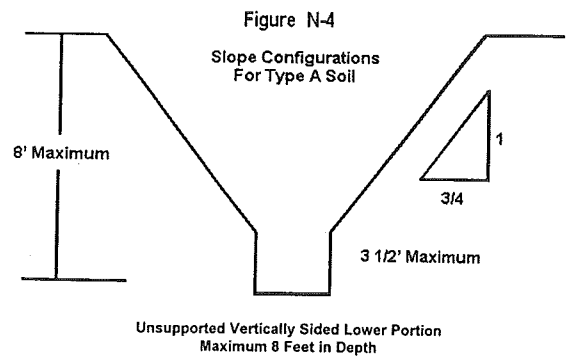 Figure N-4
Slope Configurations
For Type A Soil
8' Maximum
1
3/4
3 1/2' Maximum
Unsupported Vertically Sided Lower Portion
Maximum 8 Feet in Depth